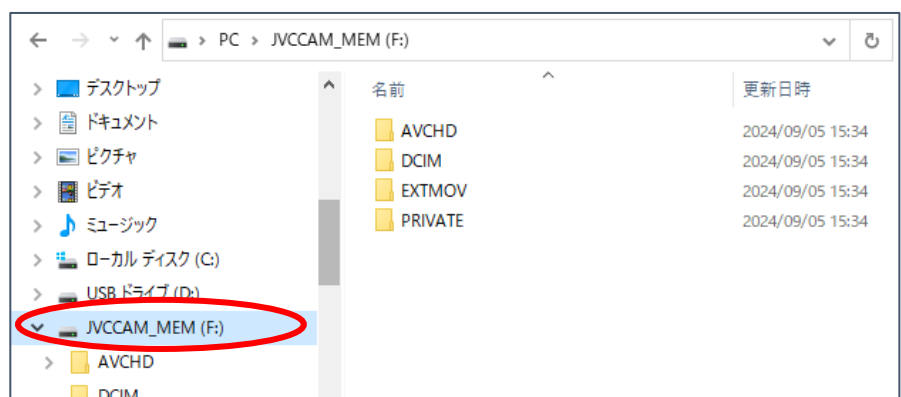 PC > JVCCAM_MEM (F:)
デスクトップ
ドキュメント
ピクチャ
ビデオ
ミュージック
ローカル ディスク (C:)
USB ドライブ (D:)
JVCCAM_MEM (F:)
AVCHD
DCIM
名前 更新日時
AVCHD 2024/09/05 15:34
DCIM 2024/09/05 15:34
EXTMOV 2024/09/05 15:34
PRIVATE 2024/09/05 15:34